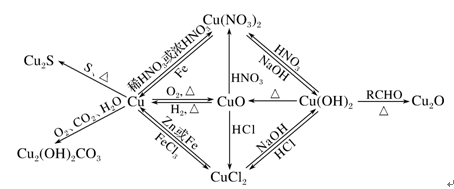 Cu(NO₃)₂
Cu₂S
S、△
稀HNO₃或浓HNO₃
Fe
HNO₃
HNO₃
NaOH
Cu
O₂,△
H₂,△
CuO
△
Cu(OH)₂
RCHO
△
Cu₂O
O₂、CO₂、H₂O
Zn或Fe
FeCl₃
HCl
NaOH
HCl
Cu₂(OH)₂CO₃
CuCl₂